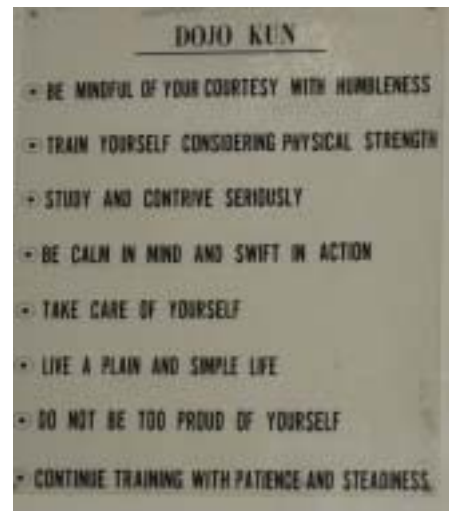 DOJO KUN
• BE MINDFUL OF YOUR COURTESY WITH HUMBLENESS
• TRAIN YOURSELF CONSIDERING PHYSICAL STRENGTH
• STUDY AND CONTRIVE SERIOUSLY
• BE CALM IN MIND AND SWIFT IN ACTION
• TAKE CARE OF YOURSELF
• LIVE A PLAIN AND SIMPLE LIFE
• DO NOT BE TOO PROUD OF YOURSELF
• CONTINUE TRAINING WITH PATIENCE AND STEADINESS.